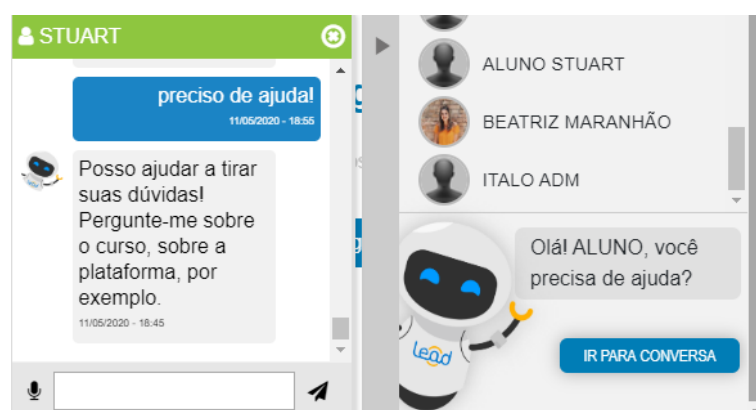 STUART
preciso de ajuda!
11/05/2020 - 18:55
Posso ajudar a tirar
suas dúvidas!
Pergunte-me sobre
o curso, sobre a
plataforma, por
exemplo.
11/05/2020 - 18:45
ALUNO STUART
BEATRIZ MARANHÃO
ITALO ADM
Olá! ALUNO, você
precisa de ajuda?
lead
IR PARA CONVERSA